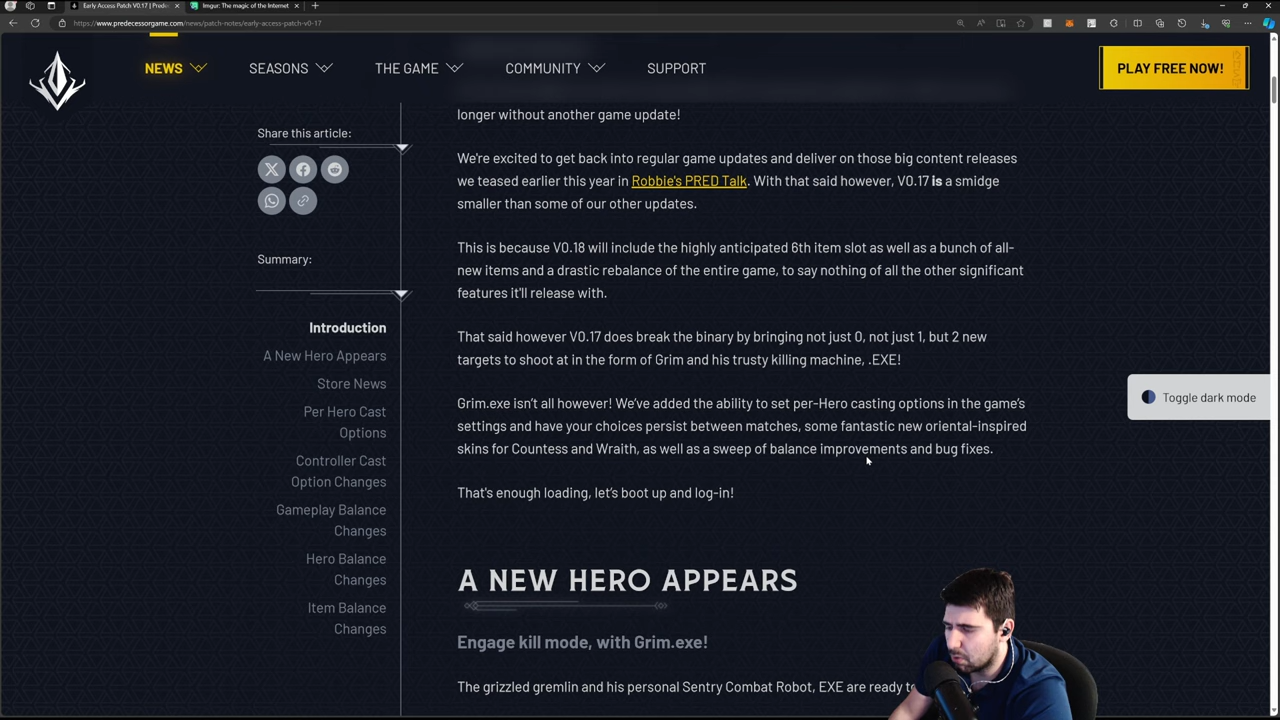 Early Access Patch V0.17 | Prede
Imgur: The magic of the Internet
https://www.predecessorgame.com/news/patch-notes/early-access-patch-v0-17
NEWS
SEASONS
THE GAME
COMMUNITY
SUPPORT
PLAY FREE NOW!
Share this article:
Summary:
Introduction
A New Hero Appears
Store News
Per Hero Cast
Options
Controller Cast
Option Changes
Gameplay Balance
Changes
Hero Balance
Changes
Item Balance
Changes
longer without another game update!
We're excited to get back into regular game updates and deliver on those big content releases
we teased earlier this year in Robbie's PRED Talk. With that said however, V0.17 is a smidge
smaller than some of our other updates.
This is because V0.18 will include the highly anticipated 6th item slot as well as a bunch of all-
new items and a drastic rebalance of the entire game, to say nothing of all the other significant
features it'll release with.
That said however V0.17 does break the binary by bringing not just 0, not just 1, but 2 new
targets to shoot at in the form of Grim and his trusty killing machine, .EXE!
Grim.exe isn't all however! We've added the ability to set per-Hero casting options in the game's
settings and have your choices persist between matches, some fantastic new oriental-inspired
skins for Countess and Wraith, as well as a sweep of balance improvements and bug fixes.
That's enough loading, let's boot up and log-in!
A NEW HERO APPEARS
Engage kill mode, with Grim.exe!
The grizzled gremlin and his personal Sentry Combat Robot, EXE are ready
Toggle dark mode